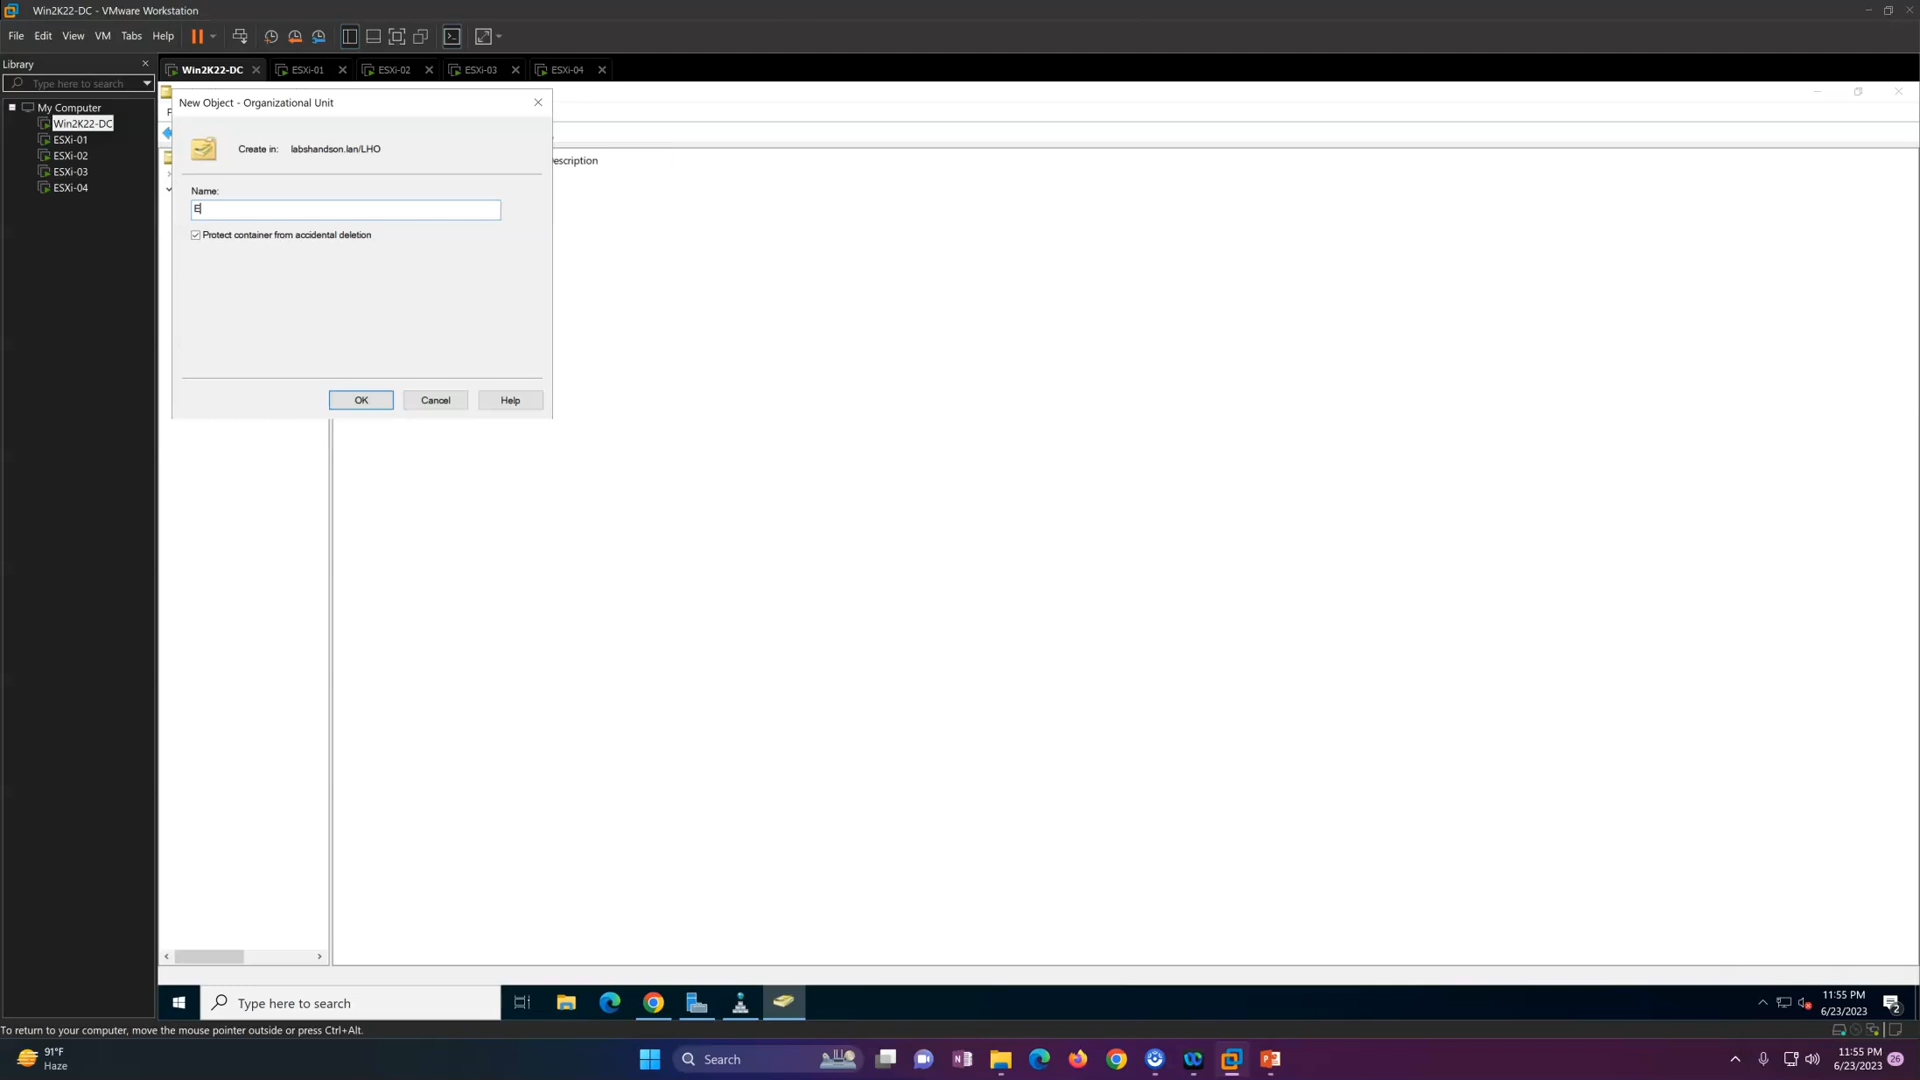 Win2K22-DC - VMware Workstation
File Edit View VM Tabs Help
Library
Type here to search
My Computer
Win2K22-DC
ESXi-01
ESXi-02
ESXi-03
ESXi-04
Win2K22-DC ESXi-01 ESXi-02 ESXi-03 ESXi-04
New Object - Organizational Unit
Create in: labshandson.lan/LHO
Name:
E
Protect container from accidental deletion
OK Cancel Help
escription
Type here to search
11:55 PM
6/23/2023
2
To return to your computer, move the mouse pointer outside or press Ctrl+Alt.
91°F
Haze
Search
11:55 PM
6/23/2023
26